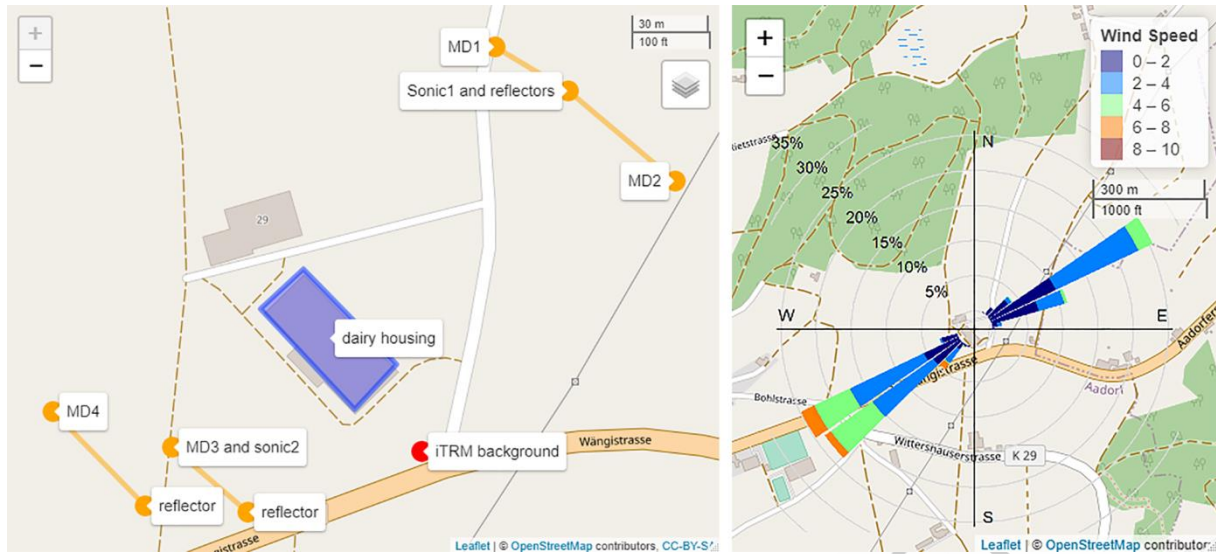 +
−
30 m
100 ft
MD1
Sonic1 and reflectors
MD2
29
dairy housing
MD4
MD3 and sonic2
iTRM background
Wängistrasse
reflector
reflector
Leaflet | © OpenStreetMap contributors, CC-BY-SA
+
−
Wind Speed
0 – 2
2 – 4
4 – 6
6 – 8
8 – 10
300 m
1000 ft
35%
30%
25%
20%
15%
10%
5%
N
W
E
S
Aadorfers
Aadorf
Bohlstrasse
Wittershauserstrasse
K 29
Leaflet | © OpenStreetMap contributors